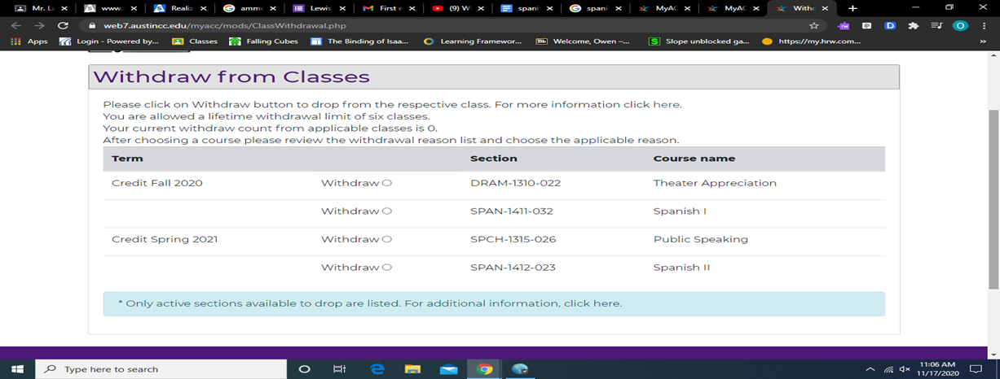 Mr. L
www.
Realiz
amme
Lewis
First e
(9) W
spani
spani
MyAC
MyAC
Withd
web7.austincc.edu/myacc/mods/ClassWithdrawal.php
Apps
Login - Powered by...
Classes
Falling Cubes
The Binding of Isaa...
Learning Framewor...
Welcome, Owen –...
Slope unblocked ga...
https://my.hrw.com...
Withdraw from Classes
Please click on Withdraw button to drop from the respective class. For more information click here.
You are allowed a lifetime withdrawal limit of six classes.
Your current withdraw count from applicable classes is 0.
After choosing a course please review the withdrawal reason list and choose the applicable reason.
Term Section Course name
Credit Fall 2020 Withdraw DRAM-1310-022 Theater Appreciation
Withdraw SPAN-1411-032 Spanish I
Credit Spring 2021 Withdraw SPCH-1315-026 Public Speaking
Withdraw SPAN-1412-023 Spanish II
* Only active sections available to drop are listed. For additional information, click here.
Type here to search
11:06 AM
11/17/2020